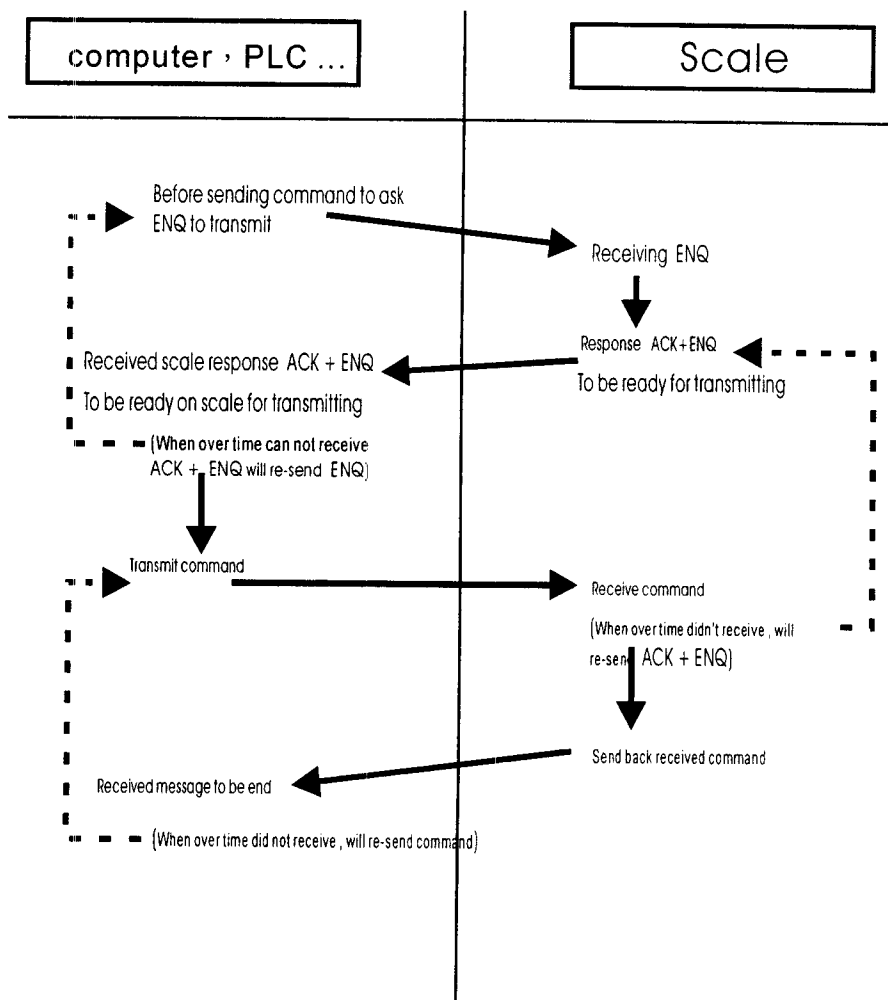 computer , PLC ...
Scale
Before sending command to ask
ENQ to transmit
Receiving ENQ
Response ACK+ENQ
To be ready for transmitting
Received scale response ACK + ENQ
To be ready on scale for transmitting
(When over time can not receive
ACK + ENQ will re-send ENQ)
Transmit command
Receive command
(When over time didn't receive , will
re-send ACK + ENQ)
Send back received command
Received message to be end
(When over time did not receive , will re-send command)